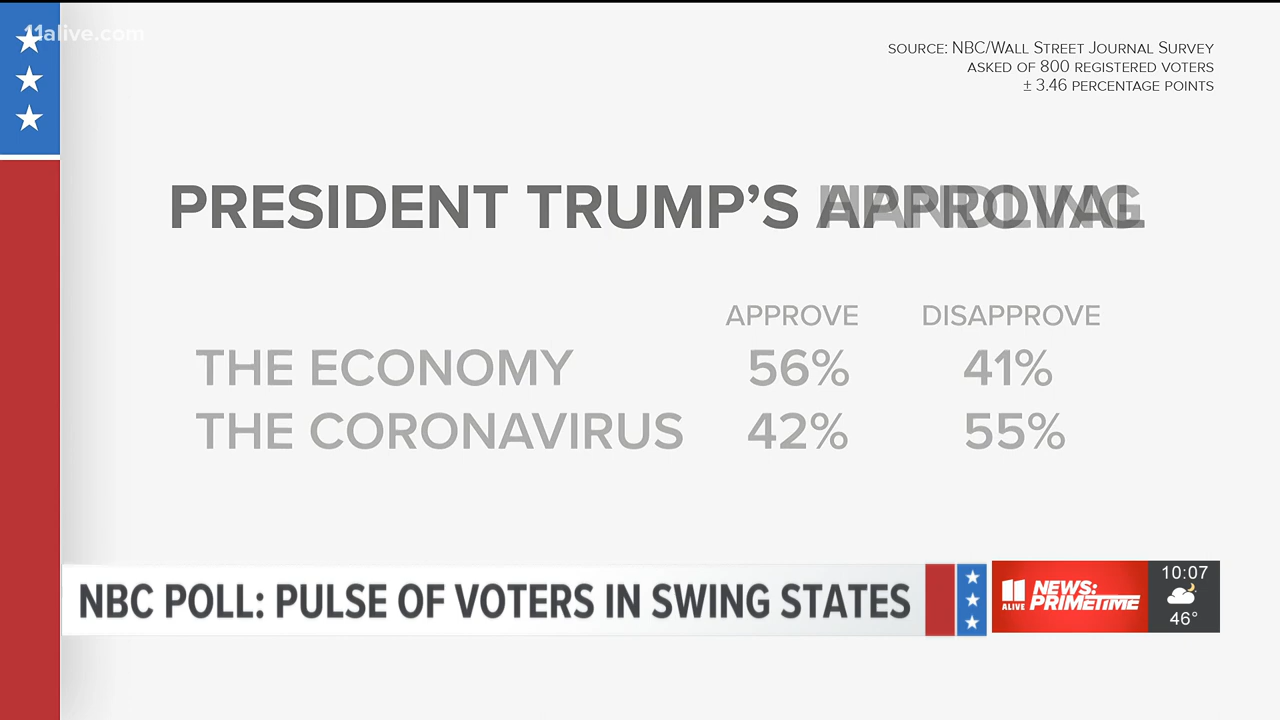 11alive.com
SOURCE: NBC/WALL STREET JOURNAL SURVEY
ASKED OF 800 REGISTERED VOTERS
± 3.46 PERCENTAGE POINTS
PRESIDENT TRUMP'S APPROVAL HANDLING
APPROVE DISAPPROVE
THE ECONOMY 56% 41%
THE CORONAVIRUS 42% 55%
NBC POLL: PULSE OF VOTERS IN SWING STATES
11 ALIVE NEWS: PRIMETIME
10:07
46°